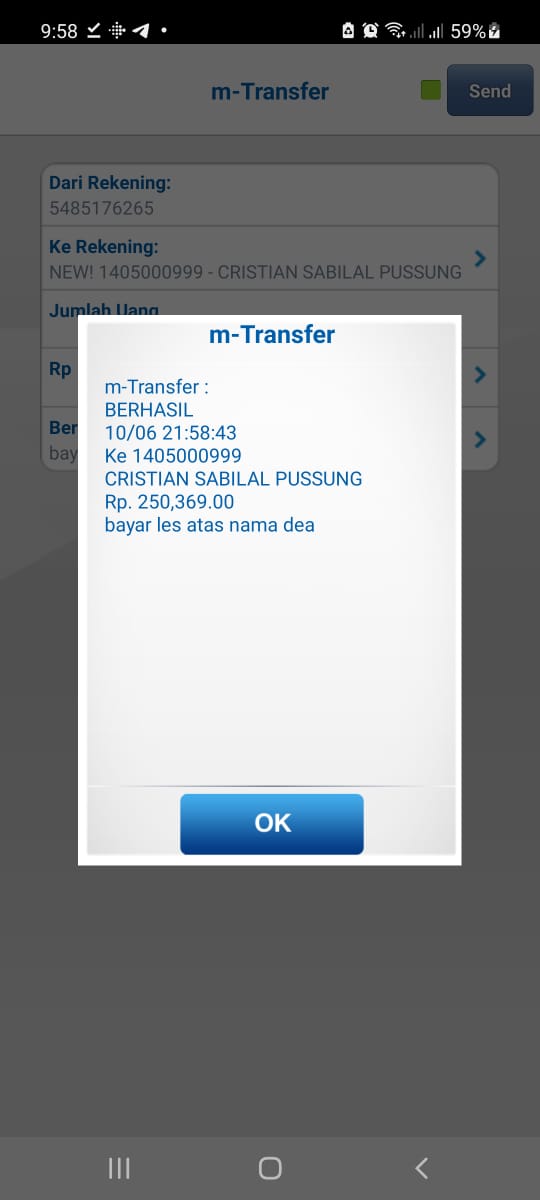 9:58
59%
m-Transfer
Send
Dari Rekening:
5485176265
Ke Rekening:
NEW! 1405000999 - CRISTIAN SABILAL PUSSUNG
Jumlah Uang
Rp
Ber
bay
m-Transfer
m-Transfer :
BERHASIL
10/06 21:58:43
Ke 1405000999
CRISTIAN SABILAL PUSSUNG
Rp. 250,369.00
bayar les atas nama dea
OK